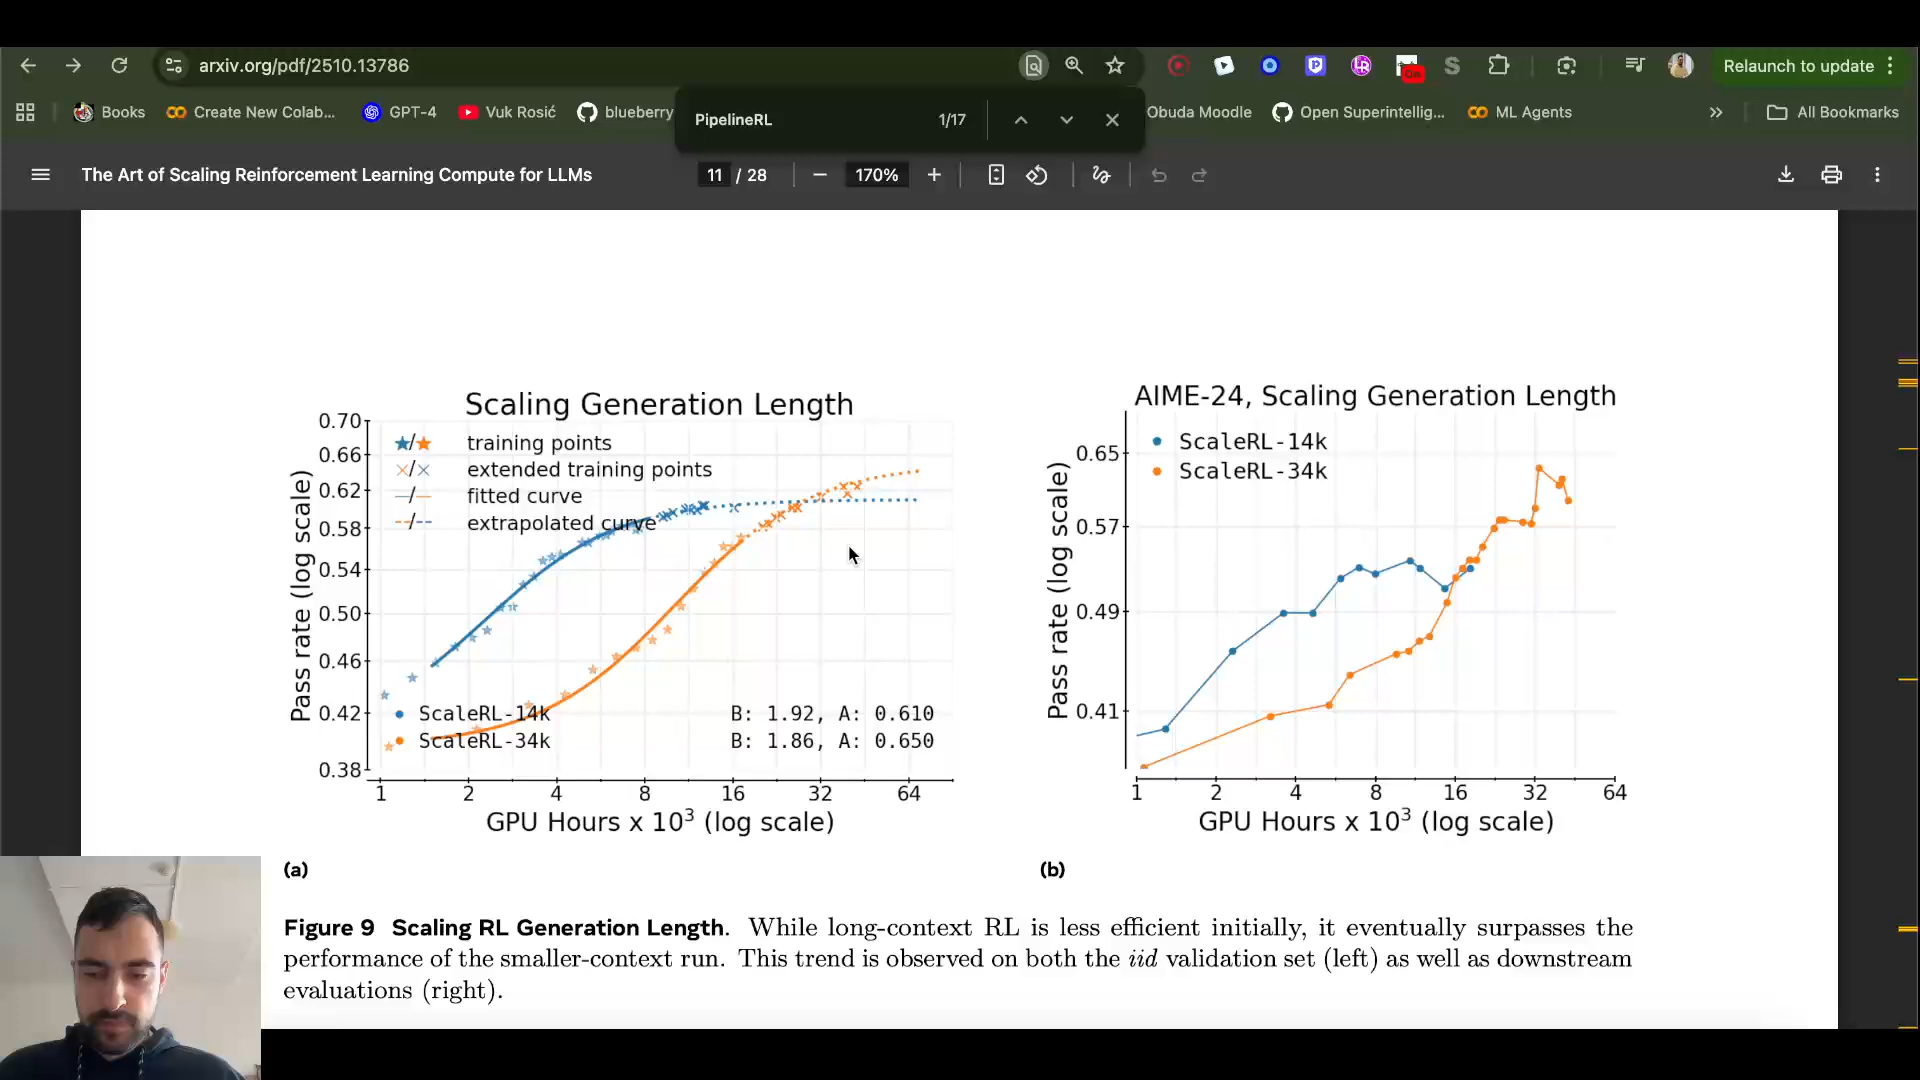 arxiv.org/pdf/2510.13786
On
S
Relaunch to update
Books
Create New Colab...
GPT-4
Vuk Rosić
blueberry
PipelineRL
1/17
Obuda Moodle
Open Superintellig...
ML Agents
All Bookmarks
The Art of Scaling Reinforcement Learning Compute for LLMs
11 / 28
170%
Scaling Generation Length
training points
extended training points
fitted curve
extrapolated curve
ScaleRL-14k B: 1.92, A: 0.610
ScaleRL-34k B: 1.86, A: 0.650
Pass rate (log scale)
0.70
0.66
0.62
0.58
0.54
0.50
0.46
0.42
0.38
1 2 4 8 16 32 64
GPU Hours x 10³ (log scale)
(a)
AIME-24, Scaling Generation Length
ScaleRL-14k
ScaleRL-34k
Pass rate (log scale)
0.65
0.57
0.49
0.41
1 2 4 8 16 32 64
GPU Hours x 10³ (log scale)
(b)
Figure 9 Scaling RL Generation Length. While long-context RL is less efficient initially, it eventually surpasses the
performance of the smaller-context run. This trend is observed on both the iid validation set (left) as well as downstream
evaluations (right).